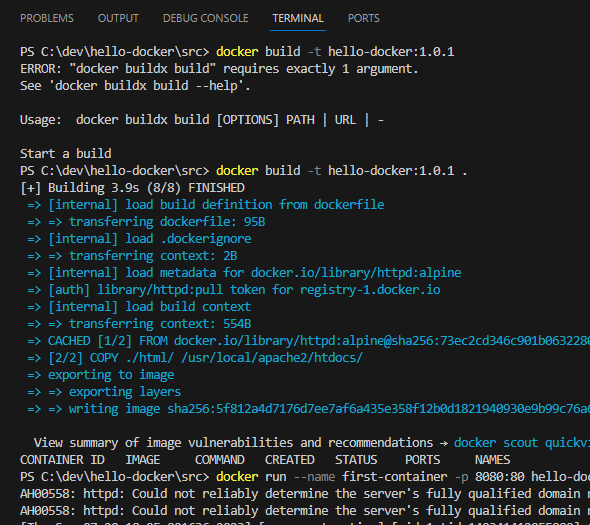 PROBLEMS OUTPUT DEBUG CONSOLE TERMINAL PORTS
PS C:\dev\hello-docker\src> docker build -t hello-docker:1.0.1
ERROR: "docker buildx build" requires exactly 1 argument.
See 'docker buildx build --help'.
Usage:  docker buildx build [OPTIONS] PATH | URL | -
Start a build
PS C:\dev\hello-docker\src> docker build -t hello-docker:1.0.1 .
[+] Building 3.9s (8/8) FINISHED
=> [internal] load build definition from dockerfile
=> => transferring dockerfile: 95B
=> [internal] load .dockerignore
=> => transferring context: 2B
=> [internal] load metadata for docker.io/library/httpd:alpine
=> [auth] library/httpd:pull token for registry-1.docker.io
=> [internal] load build context
=> => transferring context: 554B
=> CACHED [1/2] FROM docker.io/library/httpd:alpine@sha256:73ec2cd346c901b0632280
=> [2/2] COPY ./html/ /usr/local/apache2/htdocs/
=> exporting to image
=> => exporting layers
=> => writing image sha256:5f812a4d7176d7ee7af6a435e358f12b0d1821940930e9b99c76a
View summary of image vulnerabilities and recommendations → docker scout quickv
CONTAINER ID   IMAGE     COMMAND   CREATED   STATUS    PORTS     NAMES
PS C:\dev\hello-docker\src> docker run --name first-container -p 8080:80 hello-do
AH00558: httpd: Could not reliably determine the server's fully qualified domain
AH00558: httpd: Could not reliably determine the server's fully qualified domain